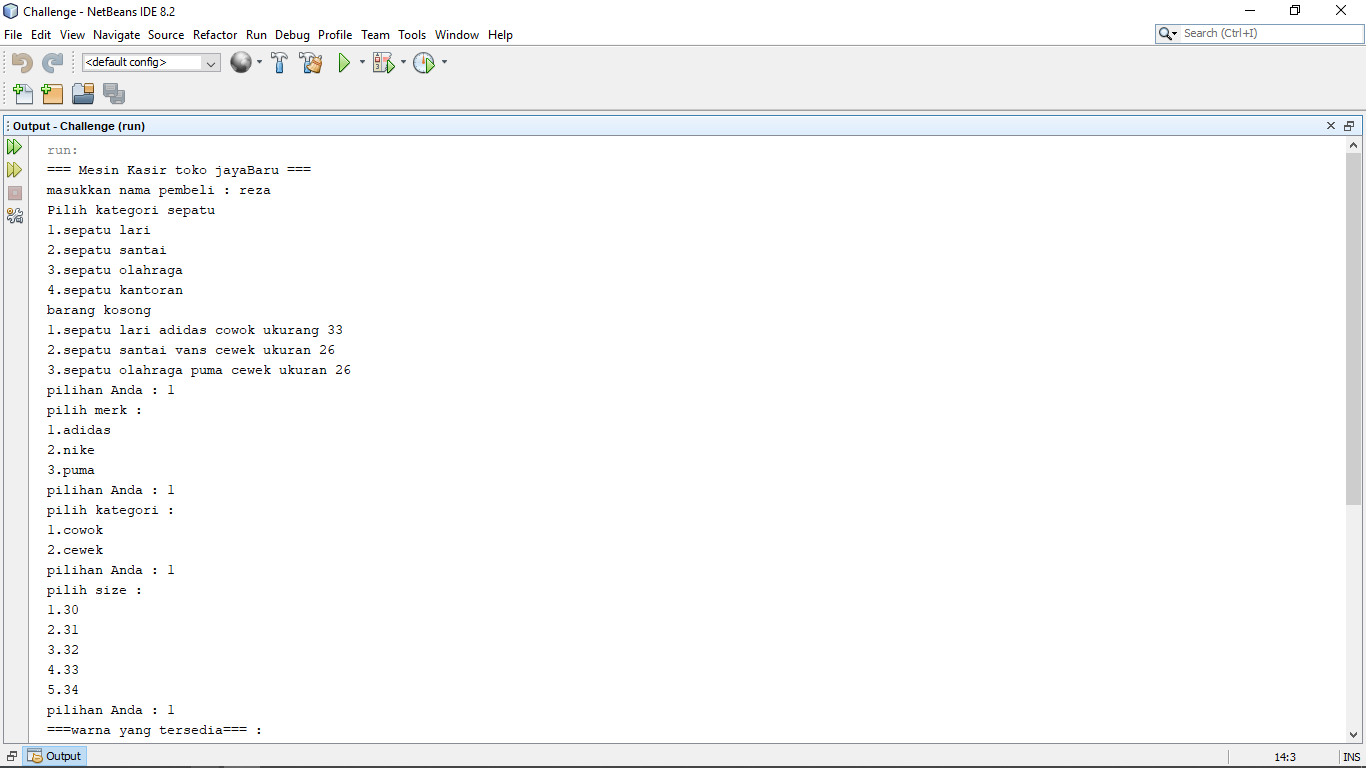 Challenge - NetBeans IDE 8.2
File Edit View Navigate Source Refactor Run Debug Profile Team Tools Window Help
Search (Ctrl+I)
<default config>
Output - Challenge (run)
run:
=== Mesin Kasir toko jayaBaru ===
masukkan nama pembeli : reza
Pilih kategori sepatu
1.sepatu lari
2.sepatu santai
3.sepatu olahraga
4.sepatu kantoran
barang kosong
1.sepatu lari adidas cowok ukurang 33
2.sepatu santai vans cewek ukuran 26
3.sepatu olahraga puma cewek ukuran 26
pilihan Anda : 1
pilih merk :
1.adidas
2.nike
3.puma
pilihan Anda : 1
pilih kategori :
1.cowok
2.cewek
pilihan Anda : 1
pilih size :
1.30
2.31
3.32
4.33
5.34
pilihan Anda : 1
===warna yang tersedia=== :
Output
14:3 INS